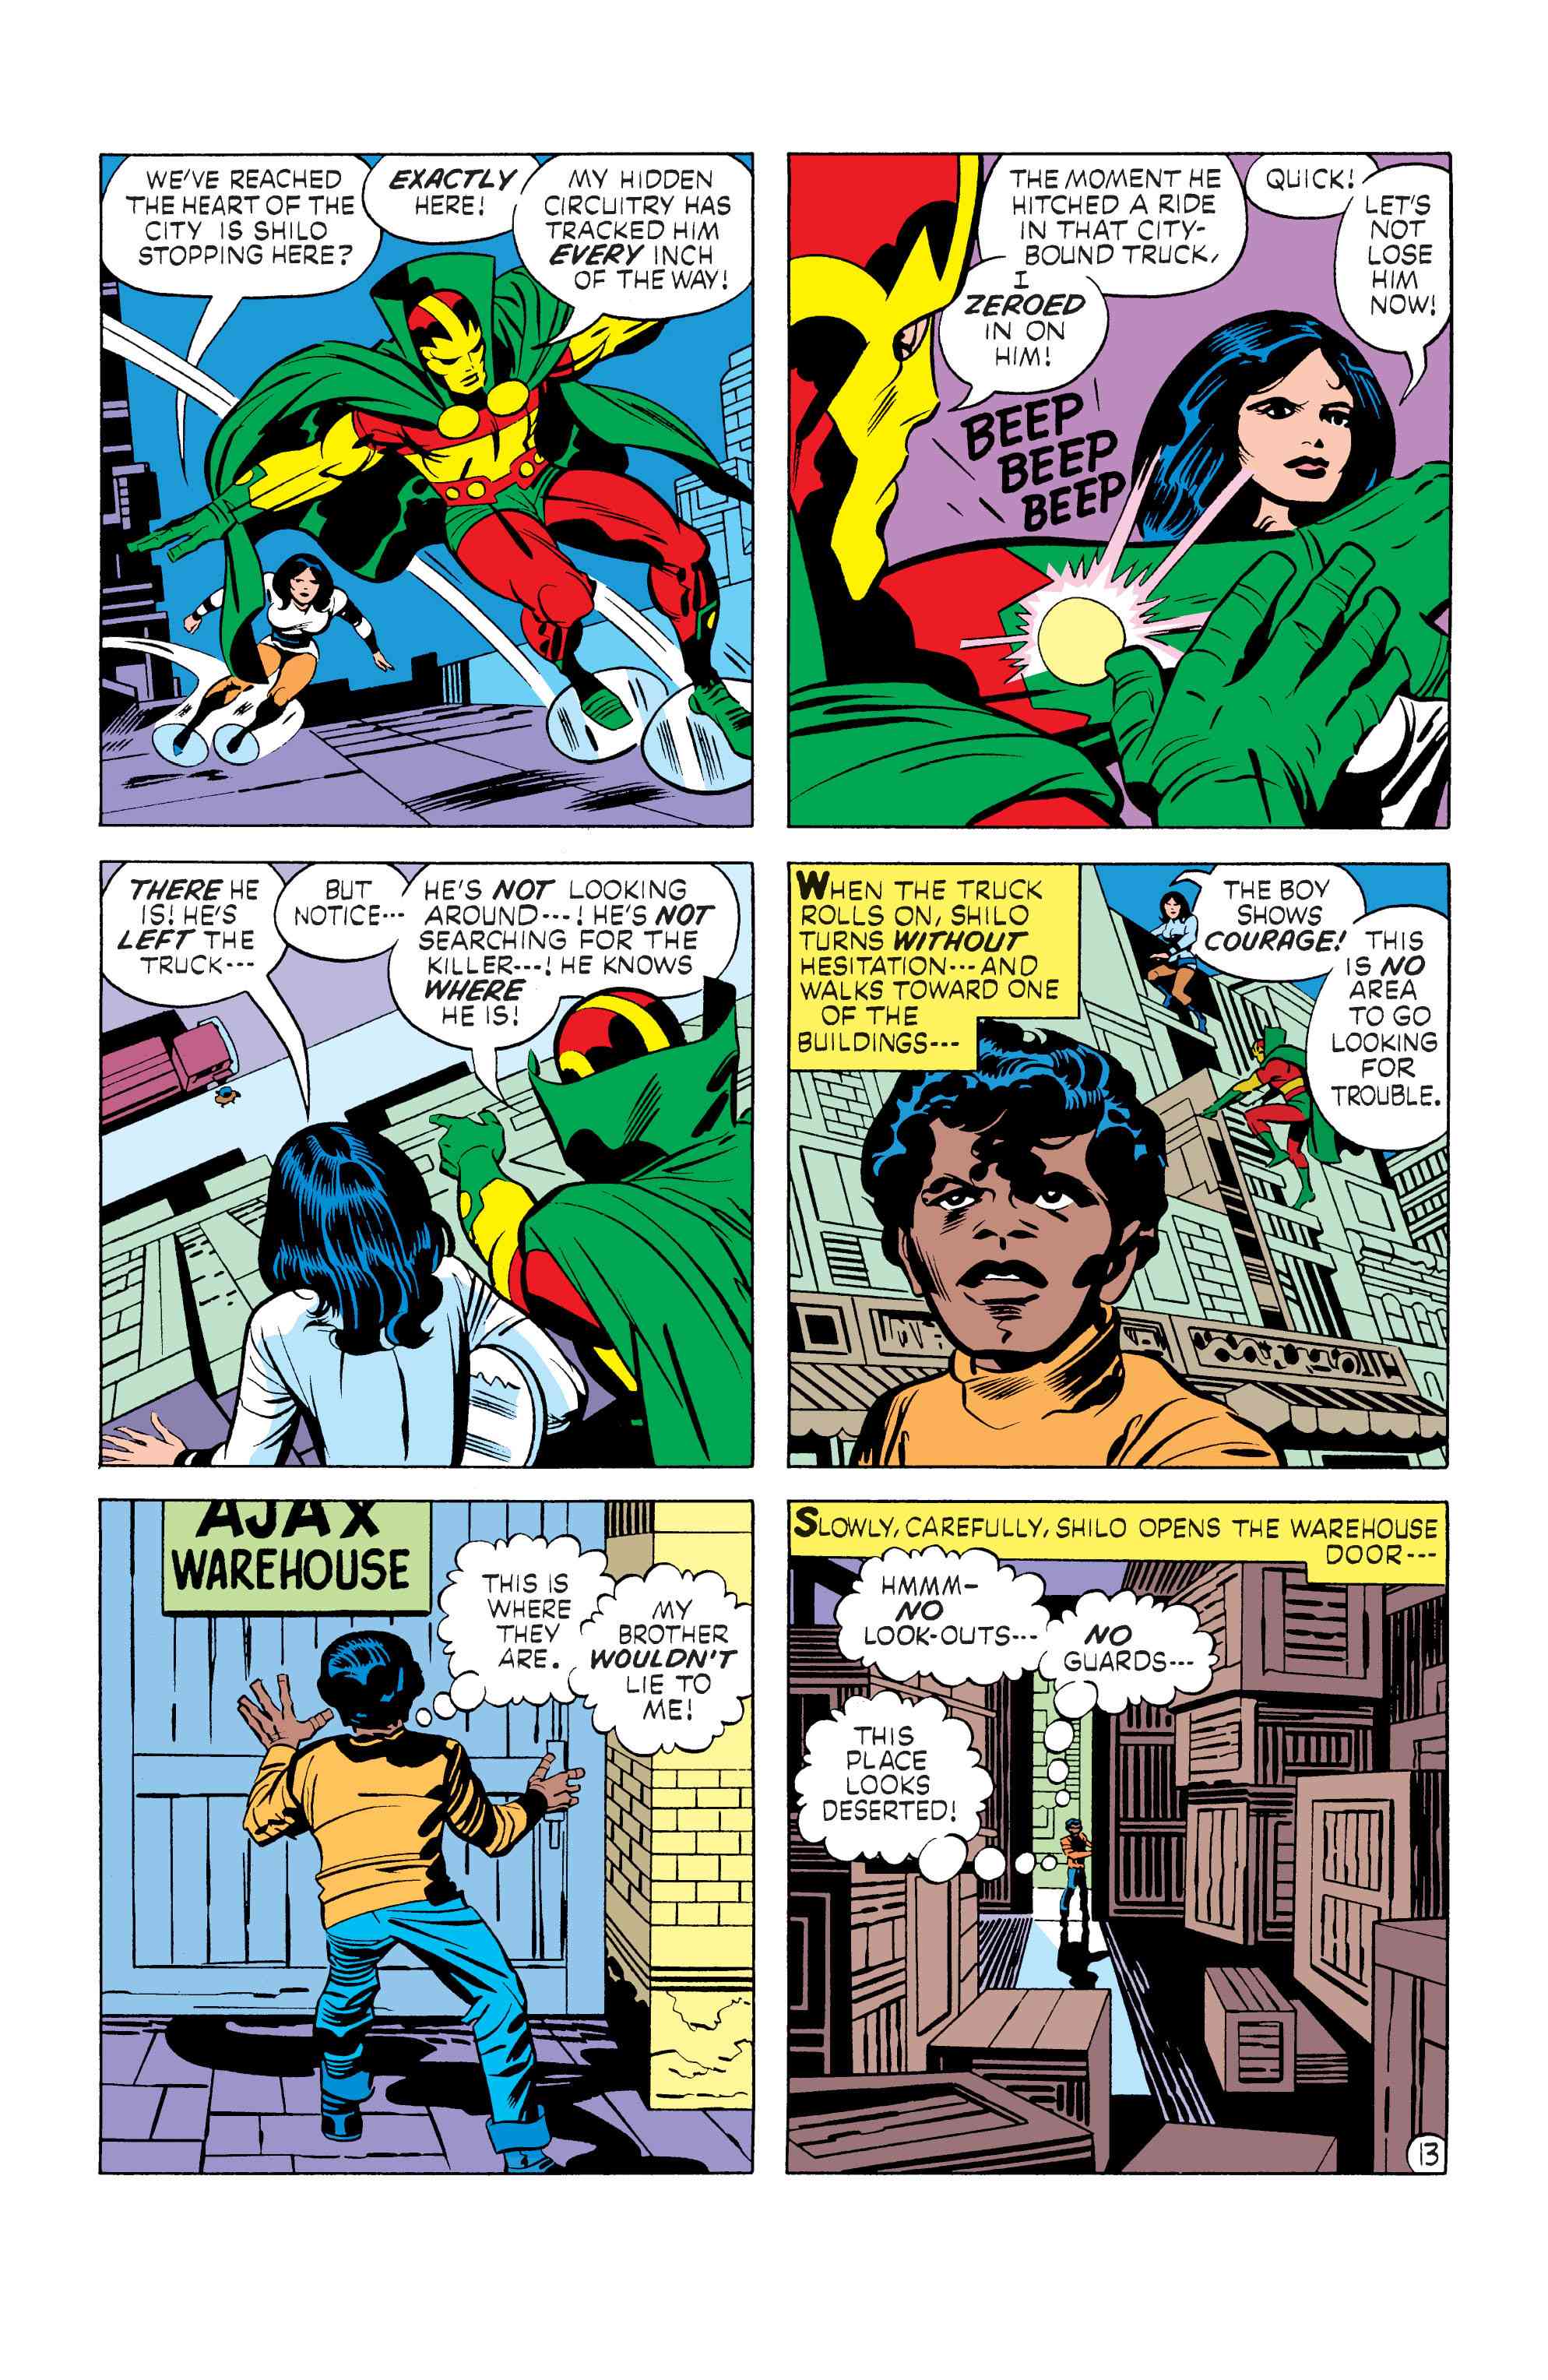 WE'VE REACHED
THE HEART OF THE
CITY IS SHILO
STOPPING HERE?
EXACTLY
HERE!
MY HIDDEN
CIRCUITRY HAS
TRACKED HIM
EVERY INCH
OF THE WAY!
THE MOMENT HE
HITCHED A RIDE
IN THAT CITY-
BOUND TRUCK,
I
ZEROED
IN ON
HIM!
BEEP
BEEP
BEEP
QUICK!
LET'S
NOT
LOSE
HIM
NOW!
THERE HE
IS! HE'S
LEFT THE
TRUCK---
BUT
NOTICE---
HE'S NOT LOOKING
AROUND---! HE'S NOT
SEARCHING FOR THE
KILLER---! HE KNOWS
WHERE
HE IS!
WHEN THE TRUCK
ROLLS ON, SHILO
TURNS WITHOUT
HESITATION---AND
WALKS TOWARD ONE
OF THE
BUILDINGS---
THE BOY
SHOWS
COURAGE!
THIS
IS NO
AREA
TO GO
LOOKING
FOR
TROUBLE.
AJAX
WAREHOUSE
THIS IS
WHERE
THEY
ARE.
MY
BROTHER
WOULDN'T
LIE TO
ME!
SLOWLY, CAREFULLY, SHILO OPENS THE WAREHOUSE
DOOR---
HMMM-
NO
LOOK-OUTS---
NO
GUARDS---
THIS
PLACE
LOOKS
DESERTED!
13